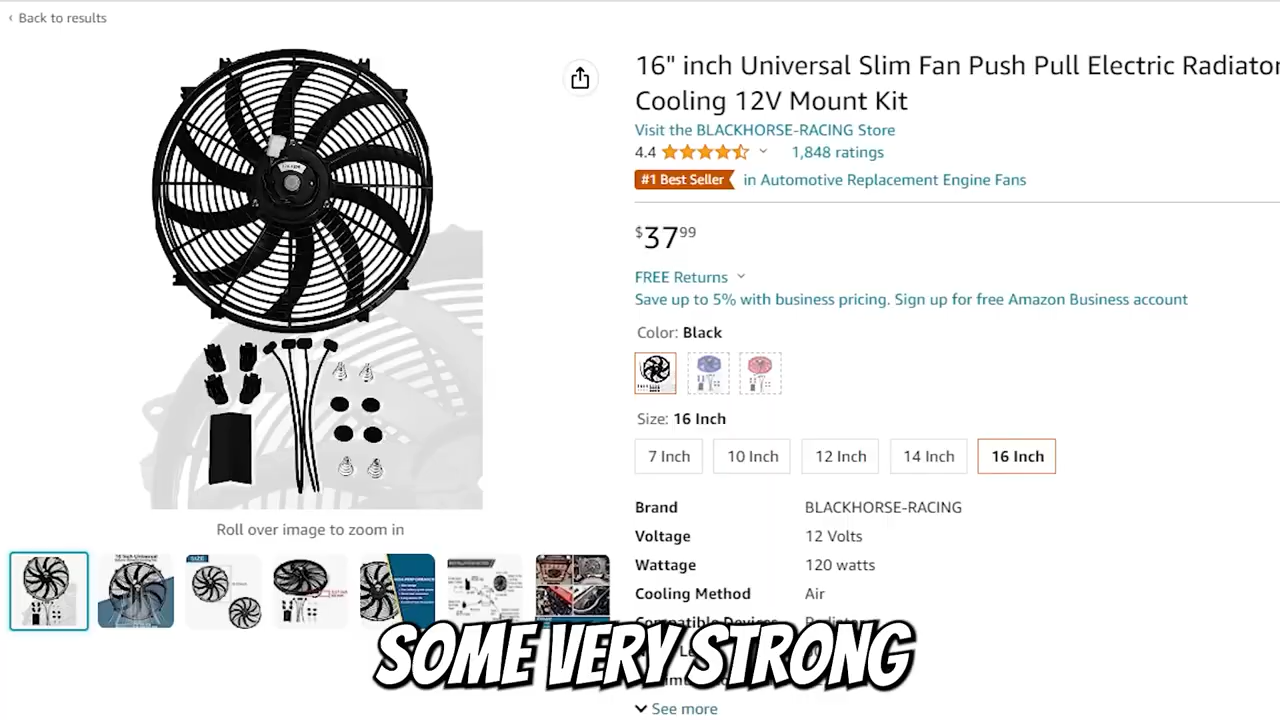 ‹ Back to results
16" inch Universal Slim Fan Push Pull Electric Radiator
Cooling 12V Mount Kit
Visit the BLACKHORSE-RACING Store
4.4 1,848 ratings
#1 Best Seller in Automotive Replacement Engine Fans
$37 99
FREE Returns
Save up to 5% with business pricing. Sign up for free Amazon Business account
Color: Black
Size: 16 Inch
7 Inch 10 Inch 12 Inch 14 Inch 16 Inch
Brand BLACKHORSE-RACING
Voltage 12 Volts
Wattage 120 watts
Cooling Method Air
Compatible Devices
Roll over image to zoom in
SOME VERY STRONG
See more